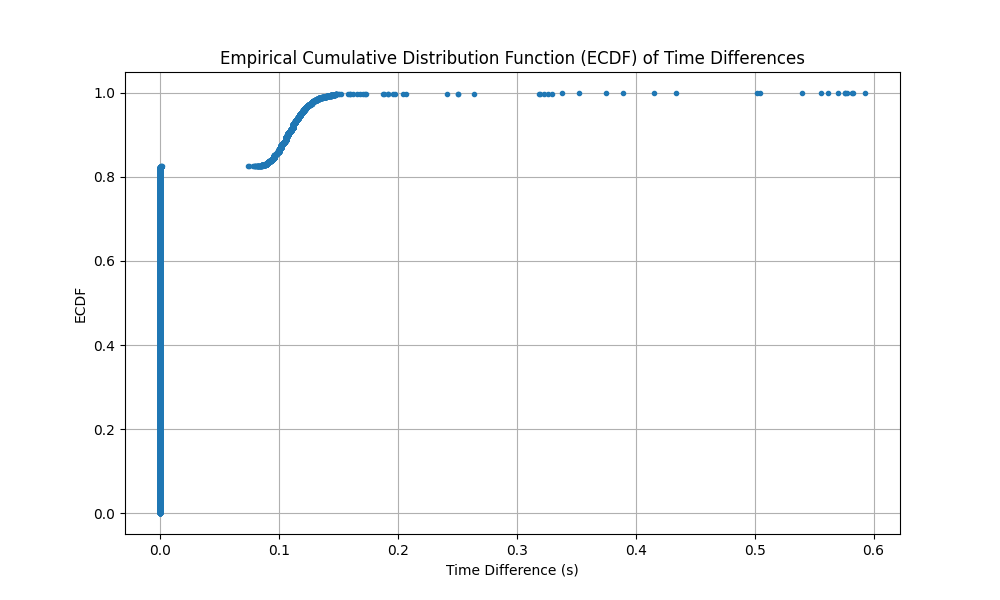 Empirical Cumulative Distribution Function (ECDF) of Time Differences
1.0
0.8
0.6
0.4
0.2
0.0
ECDF
0.0 0.1 0.2 0.3 0.4 0.5 0.6
Time Difference (s)